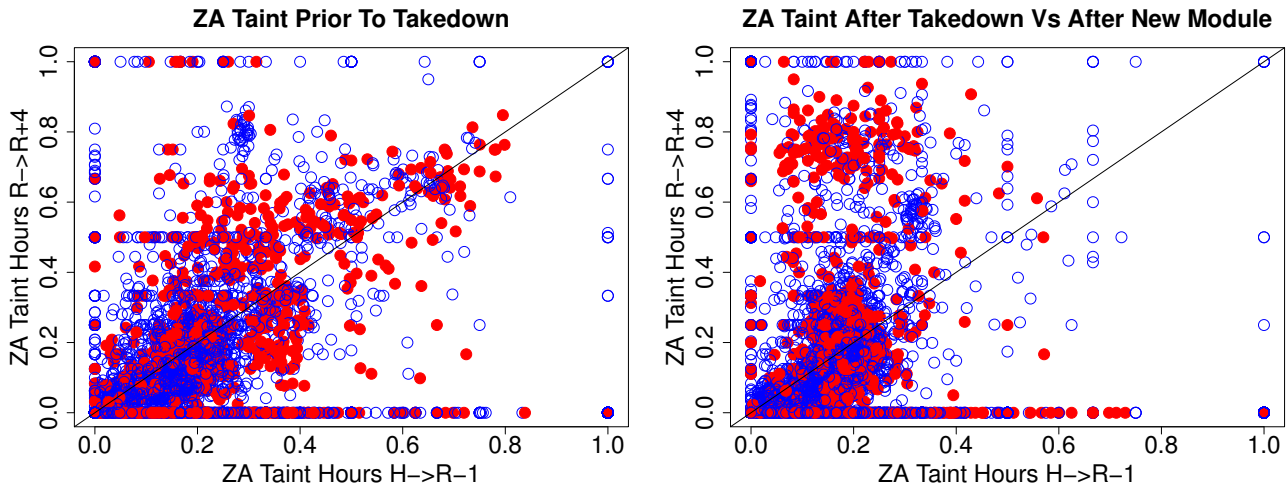 ZA Taint Prior To Takedown
ZA Taint Hours R−>R+4
1.0
0.8
0.6
0.4
0.2
0.0
0.0 0.2 0.4 0.6 0.8 1.0
ZA Taint Hours H−>R−1
ZA Taint After Takedown Vs After New Module
ZA Taint Hours R−>R+4
1.0
0.8
0.6
0.4
0.2
0.0
0.0 0.2 0.4 0.6 0.8 1.0
ZA Taint Hours H−>R−1